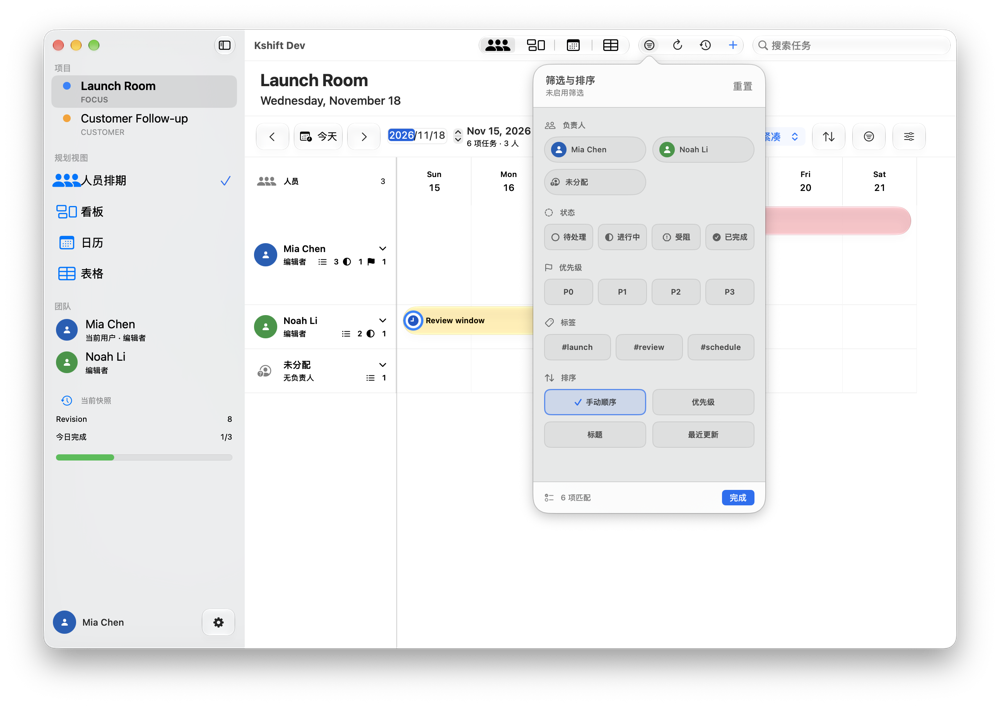 Kshift Dev
搜索任务
项目
Launch Room
FOCUS
Customer Follow-up
CUSTOMER
规划视图
人员排期
看板
日历
表格
团队
Mia Chen
当前用户 · 编辑者
Noah Li
编辑者
当前快照
Revision 8
今日完成 1/3
Mia Chen
Launch Room
Wednesday, November 18
今天
2026/11/18
Nov 15, 2026
6 项任务 · 3 人
紧凑
人员 3
Sun
15
Mon
16
Fri
20
Sat
21
Mia Chen
编辑者 3 1 1
Noah Li
编辑者 2 1
Review window
未分配
无负责人 1
筛选与排序
未启用筛选
重置
负责人
Mia Chen
Noah Li
未分配
状态
待处理
进行中
受阻
已完成
优先级
P0
P1
P2
P3
标签
#launch
#review
#schedule
排序
手动顺序
优先级
标题
最近更新
6 项匹配
完成